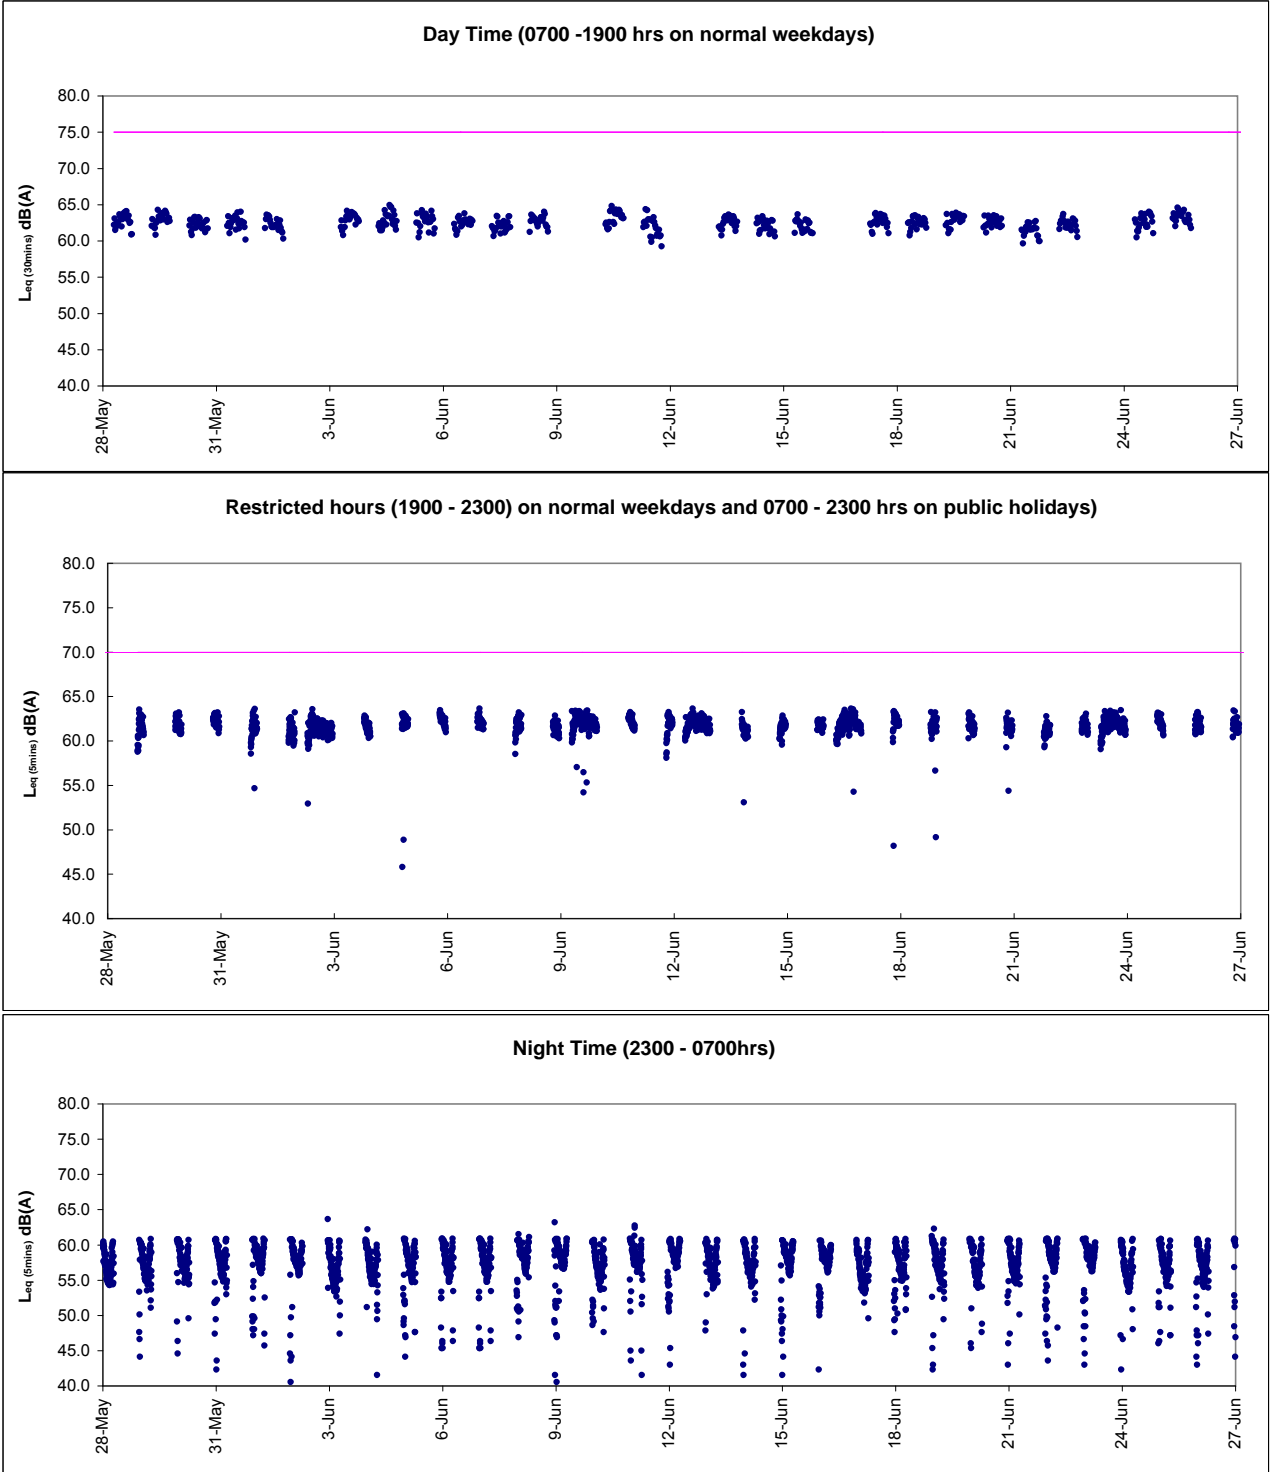 Day Time (0700 -1900 hrs on normal weekdays)
80.0
75.0
70.0
65.0
60.0
55.0
50.0
45.0
40.0
Leq (30mins) dB(A)
28-May
31-May
3-Jun
6-Jun
9-Jun
12-Jun
15-Jun
18-Jun
21-Jun
24-Jun
27-Jun
Restricted hours (1900 - 2300) on normal weekdays and 0700 - 2300 hrs on public holidays)
80.0
75.0
70.0
65.0
60.0
55.0
50.0
45.0
40.0
Leq (5mins) dB(A)
28-May
31-May
3-Jun
6-Jun
9-Jun
12-Jun
15-Jun
18-Jun
21-Jun
24-Jun
27-Jun
Night Time (2300 - 0700hrs)
80.0
75.0
70.0
65.0
60.0
55.0
50.0
45.0
40.0
Leq (5mins) dB(A)
28-May
31-May
3-Jun
6-Jun
9-Jun
12-Jun
15-Jun
18-Jun
21-Jun
24-Jun
27-Jun